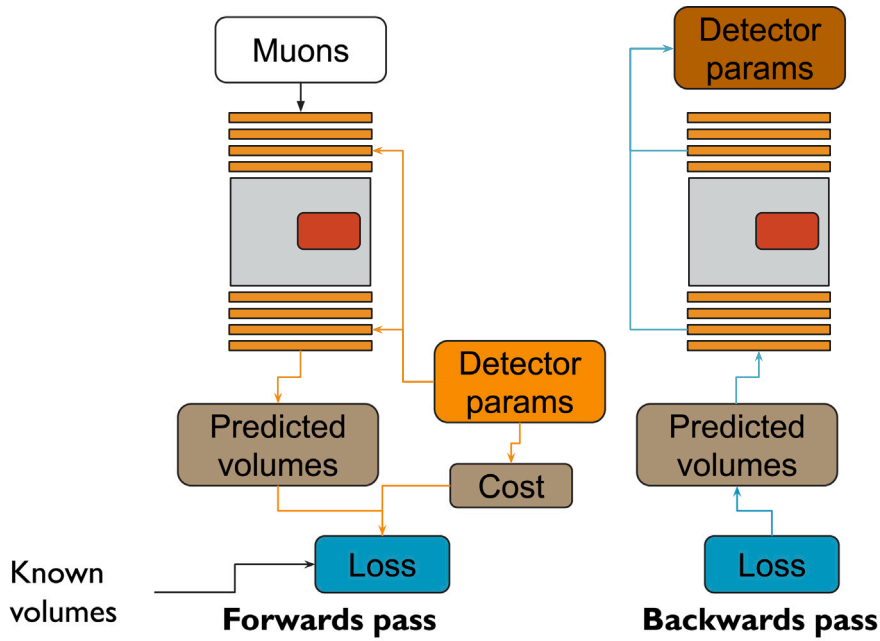 Muons
Detector
params
Predicted
volumes
Cost
Loss
Known
volumes
Forwards pass
Detector
params
Predicted
volumes
Loss
Backwards pass